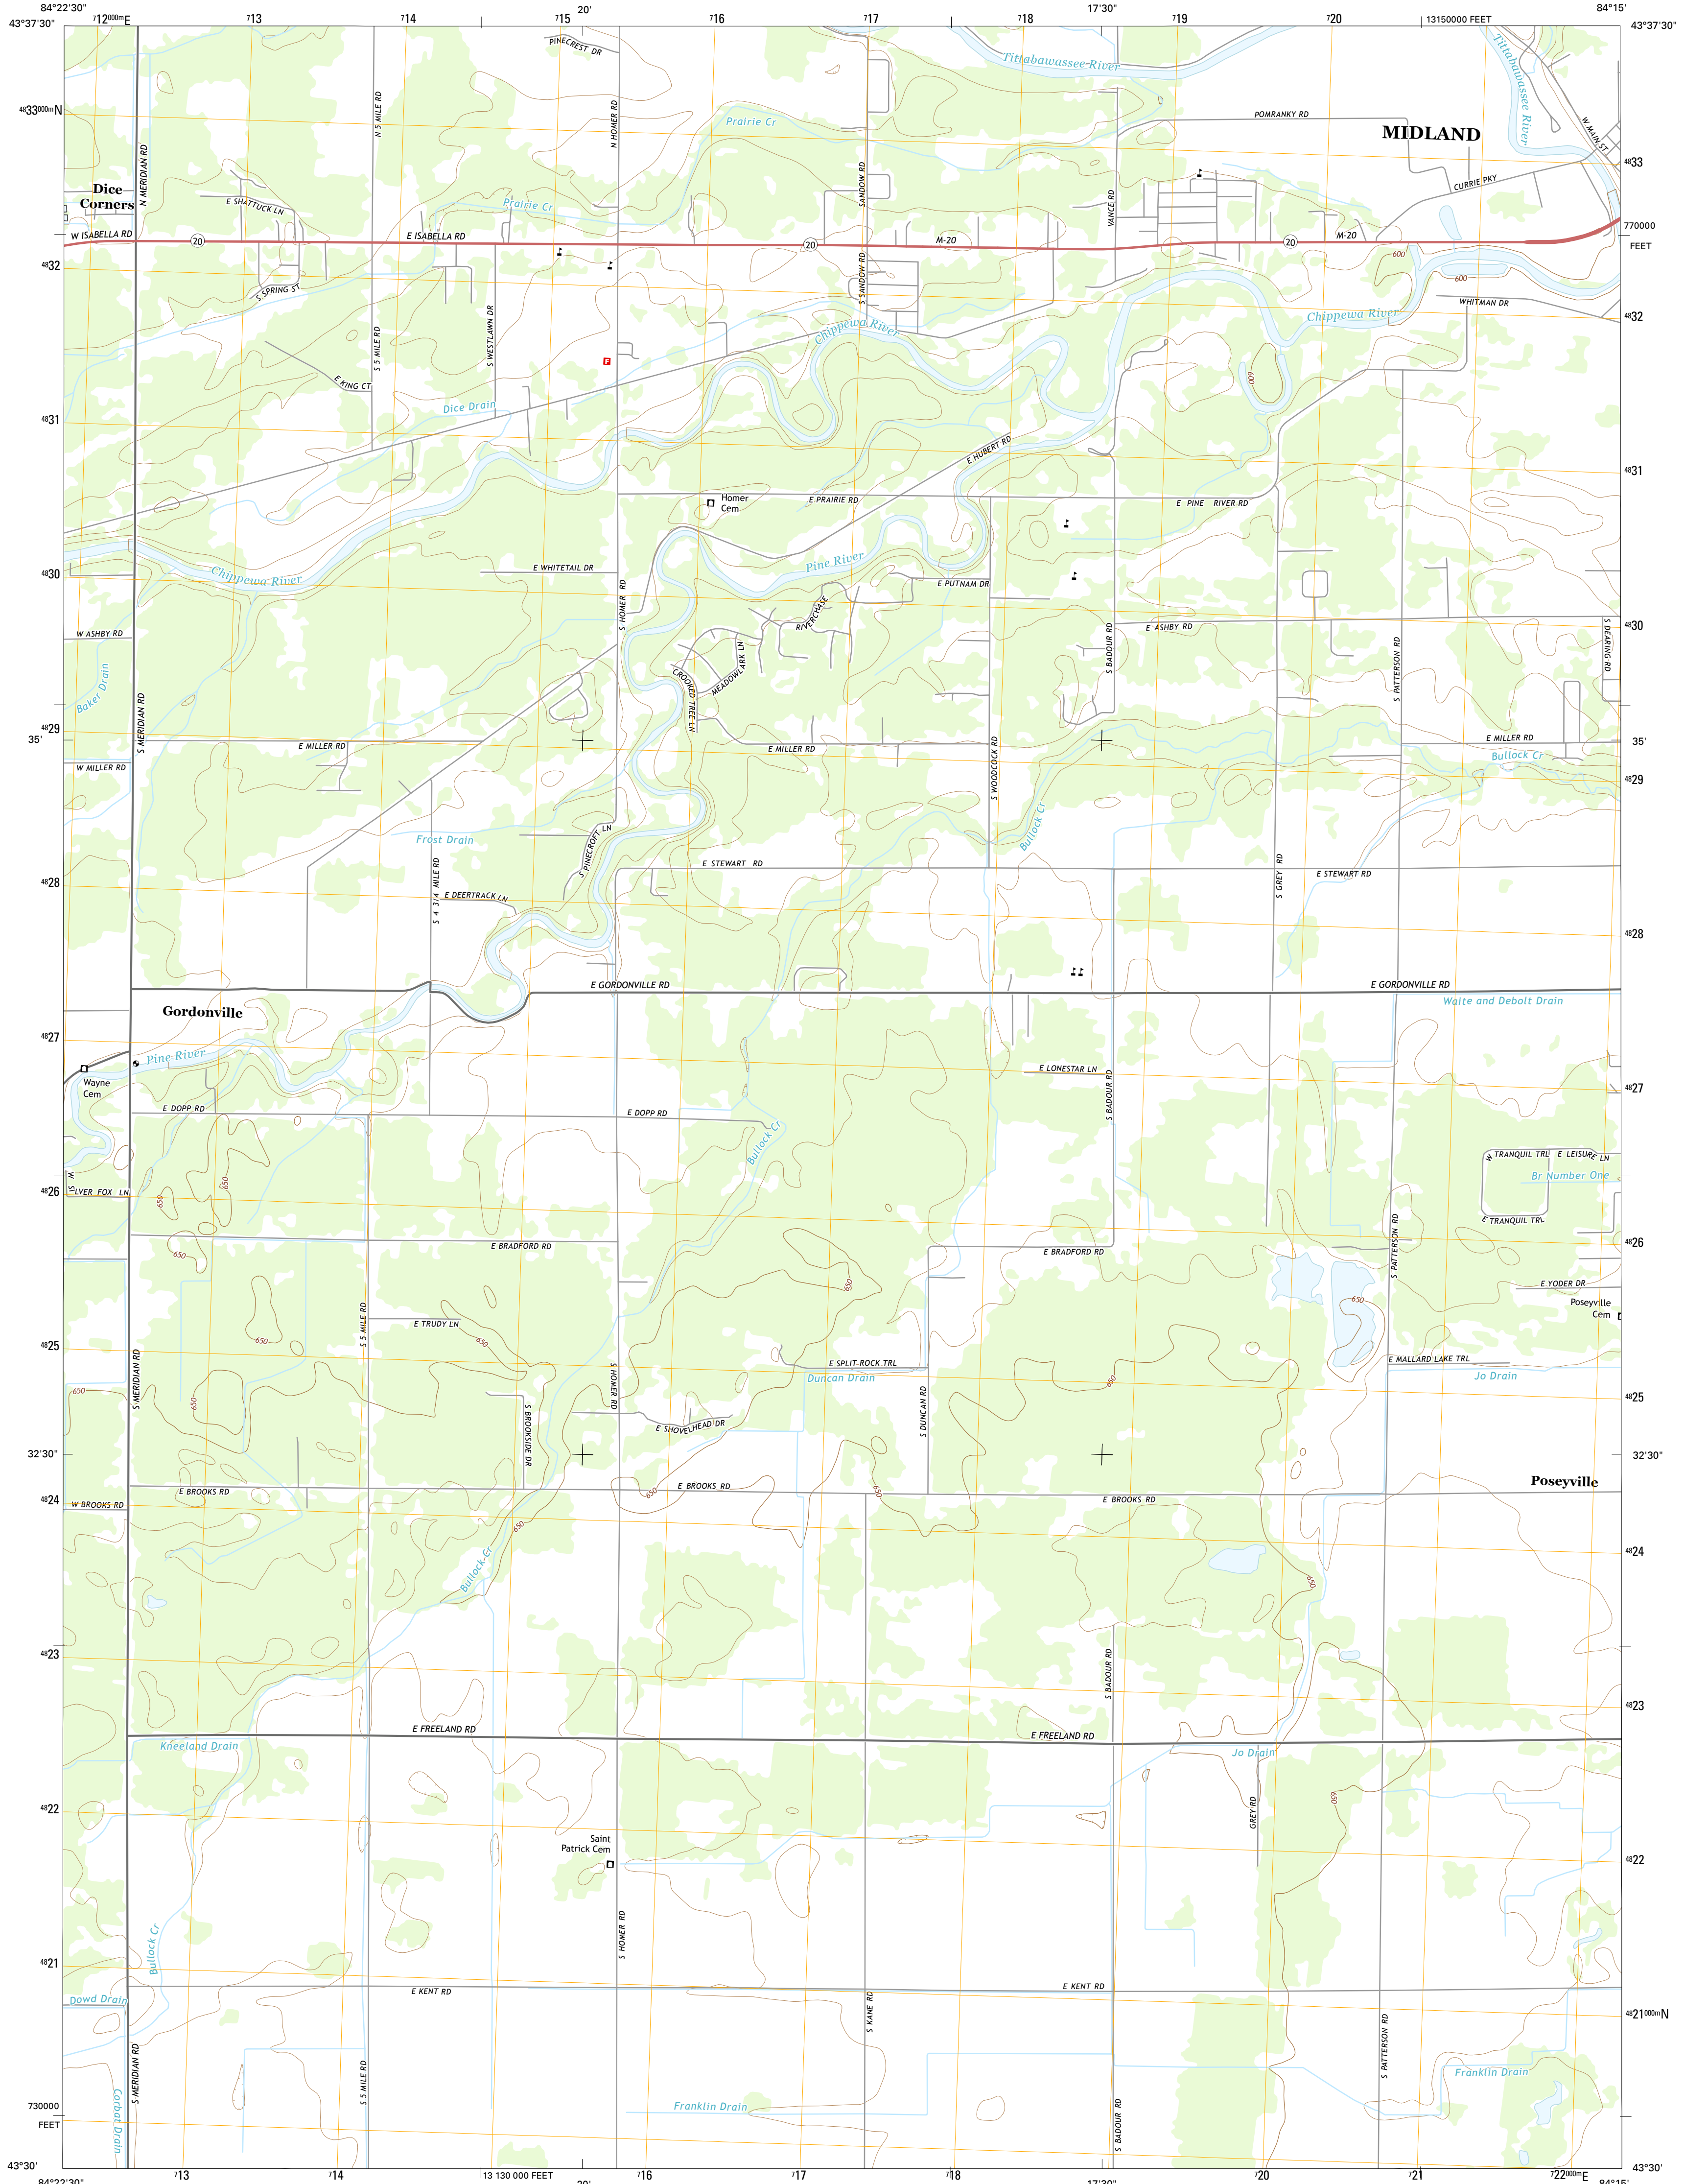 84°22'30"
712000mE
713
714
715
20'
716
717
718
17'30"
719
720
13150000 FEET
84°15'
43°37'30"
43°37'30"
PINECREST DR
Tittabawassee River
Tittabawassee River
4833000mN
N MERIDIAN RD
N 5 MILE RD
N HOMER RD
Prairie Cr
SANDOW RD
POMRANKY RD
MIDLAND
W MAIN ST
4833
Dice
Corners
E SHATTUCK LN
Prairie Cr
VANCE RD
CURRIE PKY
W ISABELLA RD
20
E ISABELLA RD
20
M-20
20
M-20
770000
FEET
4832
S SPRING ST
S SANDOW RD
600
600
WHITMAN DR
4832
S 5 MILE RD
S WESTLAWN DR
Chippewa River
Chippewa River
F
E KING CT
600
Dice Drain
4831
E HUBERT RD
4831
Homer
Cem
E PRAIRIE RD
E PINE RIVER RD
4830
Chippewa River
E WHITETAIL DR
Pine River
E PUTNAM DR
S HOMER RD
RIVERCHASE
W ASHBY RD
E ASHBY RD
4830
Baker Drain
S MERIDIAN RD
CROOKED TREE LN
MEADOWLARK LN
S BADOUR RD
S PATTERSON RD
S DEARING RD
4829
35'
E MILLER RD
E MILLER RD
E MILLER RD
35'
W MILLER RD
S WOODCOCK RD
Bullock Cr
4829
Frost Drain
S PINECROFT LN
Bullock Cr
E STEWART RD
E STEWART RD
S GREY RD
4828
S 4 3/4 MILE RD
E DEERTRACK LN
4828
E GORDONVILLE RD
E GORDONVILLE RD
Gordonville
Waite and Debolt Drain
4827
Pine River
Wayne
Cem
E LONESTAR LN
S BADOUR RD
4827
E DOPP RD
E DOPP RD
Bullock Cr
W TRANQUIL TRL
E LEISURE LN
Br Number One
4826
W SILVER FOX LN
650
650
E TRANQUIL TRL
650
E BRADFORD RD
E BRADFORD RD
S PATTERSON RD
4826
650
E YODER DR
S 5 MILE RD
E TRUDY LN
650
650
650
Poseyville
Cem
4825
S MERIDIAN RD
S HOMER RD
E SPLIT ROCK TRL
E MALLARD LAKE TRL
Duncan Drain
Jo Drain
650
650
650
S DUNCAN RD
4825
S BROOKSIDE DR
E SHOVELHEAD DR
32'30"
32'30"
E BROOKS RD
650
E BROOKS RD
650
E BROOKS RD
Poseyville
4824
W BROOKS RD
650
Bullock Cr
4824
650
4823
S BADOUR RD
4823
E FREELAND RD
E FREELAND RD
Kneeland Drain
Jo Drain
4822
GREY RD
650
Saint
Patrick Cem
4822
S HOMER RD
Bullock Cr
4821
E KENT RD
E KENT RD
Dowd Drain
S KANE RD
4821000mN
S MERIDIAN RD
S 5 MILE RD
S PATTERSON RD
Franklin Drain
Corbat Drain
730000
FEET
Franklin Drain
S BADOUR RD
43°30'
713
714
13 130 000 FEET
716
717
718
720
721
722000mE
43°30'
84°22'30"
20'
17'30"
84°15'